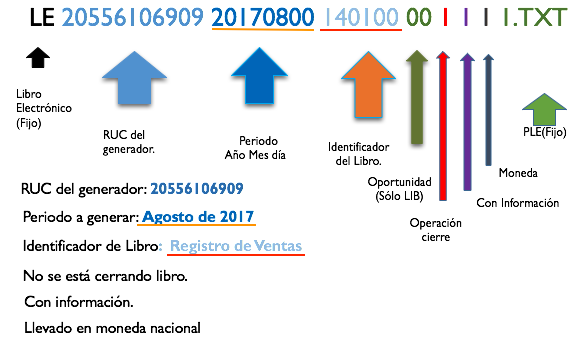 LE 20556106909 20170800 140100 00 1 1 1 1.TXT
Libro
Electrónico
(Fijo)
RUC del
generador.
Periodo
Año Mes día
Identificador
del Libro.
Oportunidad
(Sólo LIB)
Operación
cierre
Con Información
Moneda
PLE(Fijo)
RUC del generador: 20556106909
Periodo a generar: Agosto de 2017
Identificador de Libro: Registro de Ventas
No se está cerrando libro.
Con información.
Llevado en moneda nacional